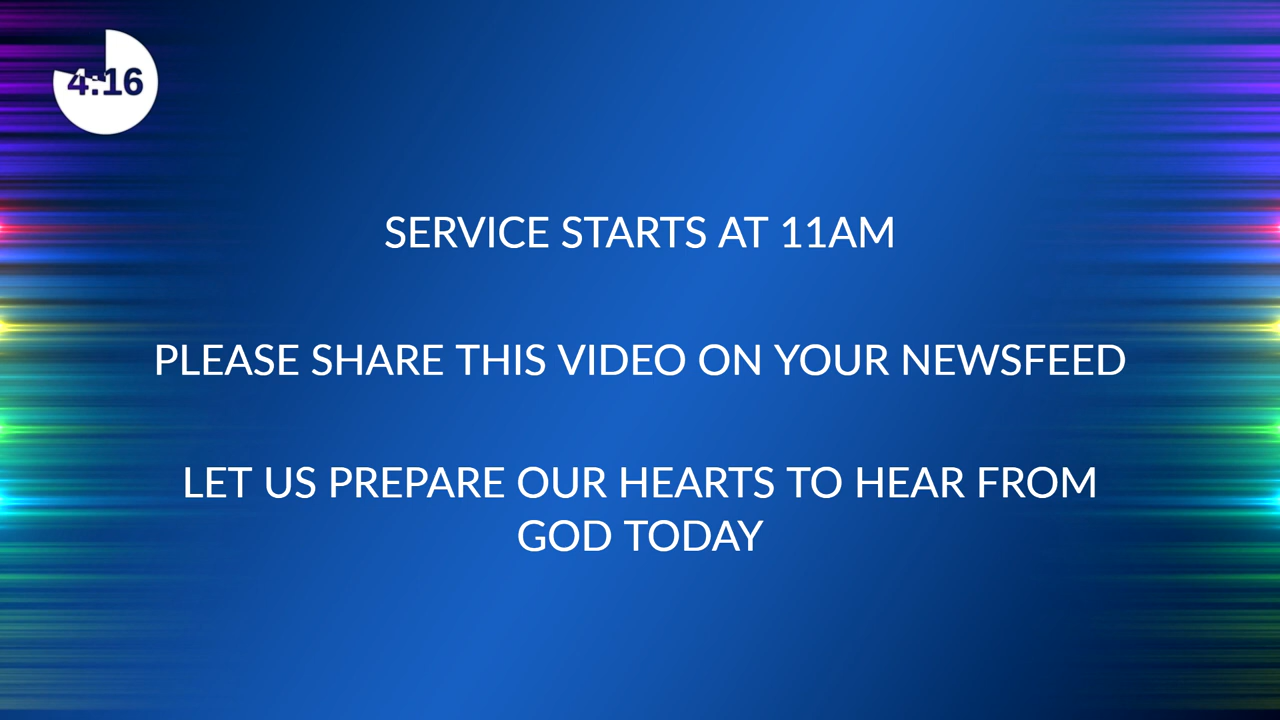 4:16
SERVICE STARTS AT 11AM
PLEASE SHARE THIS VIDEO ON YOUR NEWSFEED
LET US PREPARE OUR HEARTS TO HEAR FROM
GOD TODAY